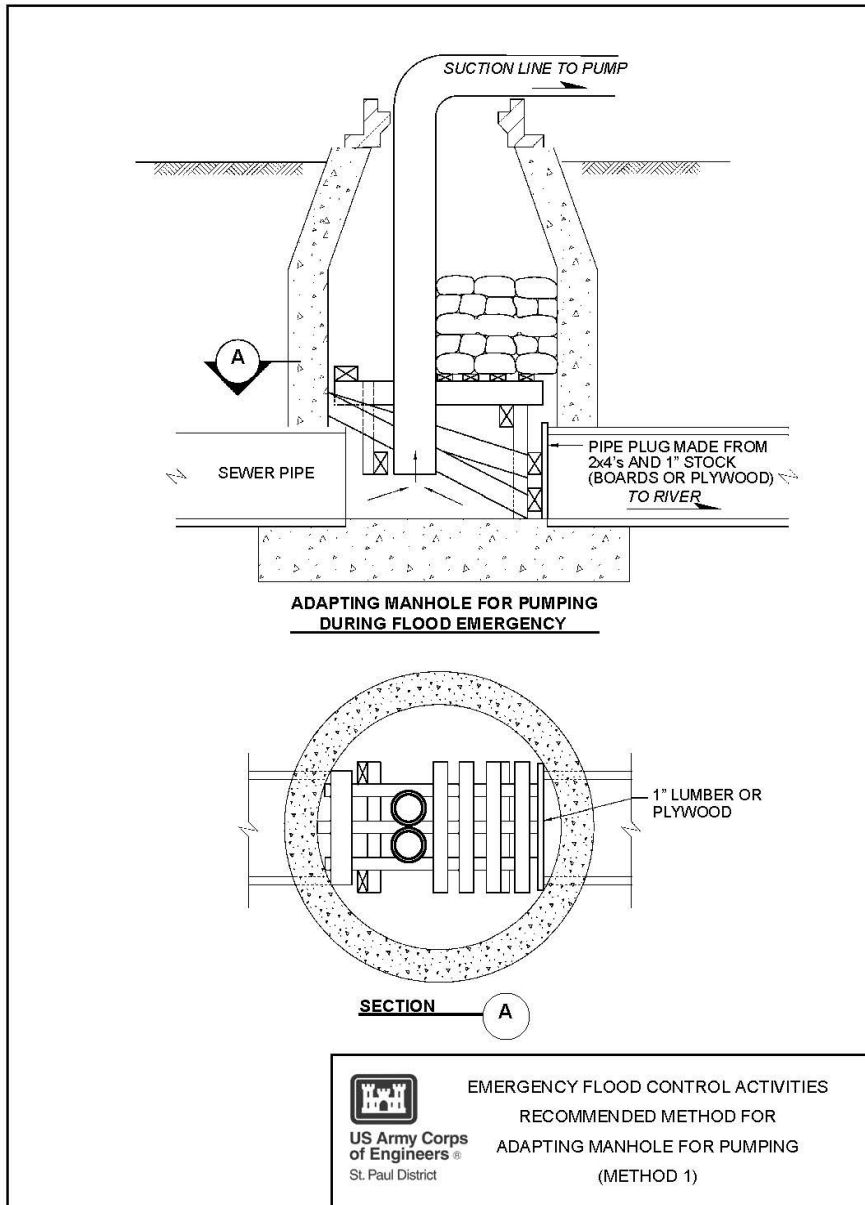 SUCTION LINE TO PUMP
A
SEWER PIPE
PIPE PLUG MADE FROM
2x4's AND 1" STOCK
(BOARDS OR PLYWOOD)
TO RIVER
ADAPTING MANHOLE FOR PUMPING
DURING FLOOD EMERGENCY
1" LUMBER OR
PLYWOOD
SECTION A
US Army Corps
of Engineers ®
St. Paul District
EMERGENCY FLOOD CONTROL ACTIVITIES
RECOMMENDED METHOD FOR
ADAPTING MANHOLE FOR PUMPING
(METHOD 1)